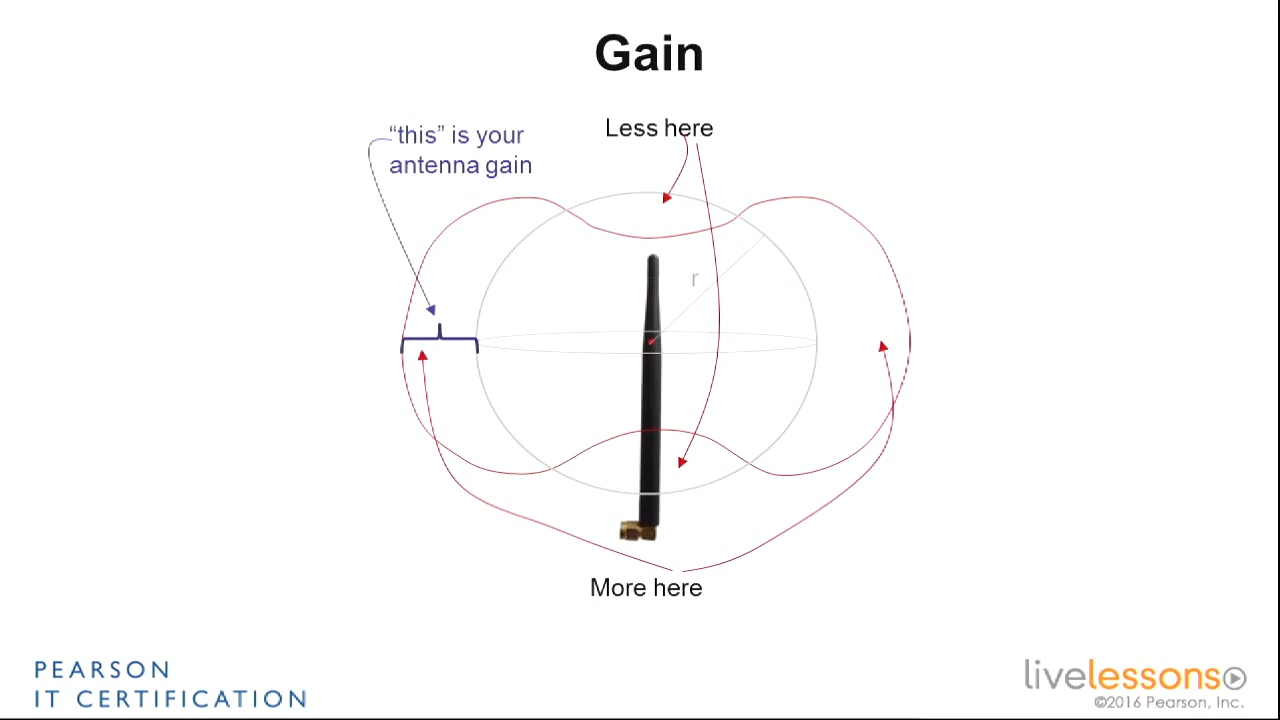 Gain
“this” is your
antenna gain
Less here
r
More here
PEARSON
IT CERTIFICATION
livelessons
©2016 Pearson, Inc.